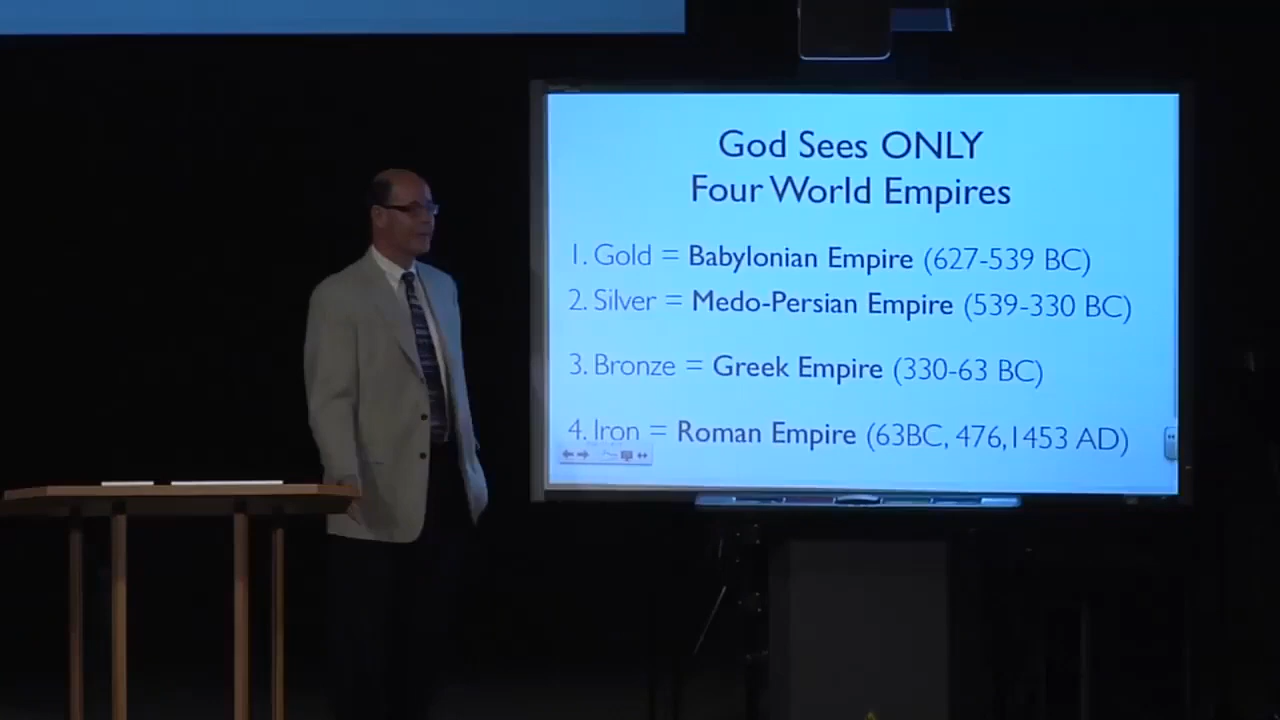 God Sees ONLY
Four World Empires
1. Gold = Babylonian Empire (627-539 BC)
2. Silver = Medo-Persian Empire (539-330 BC)
3. Bronze = Greek Empire (330-63 BC)
4. Iron = Roman Empire (63BC, 476,1453 AD)